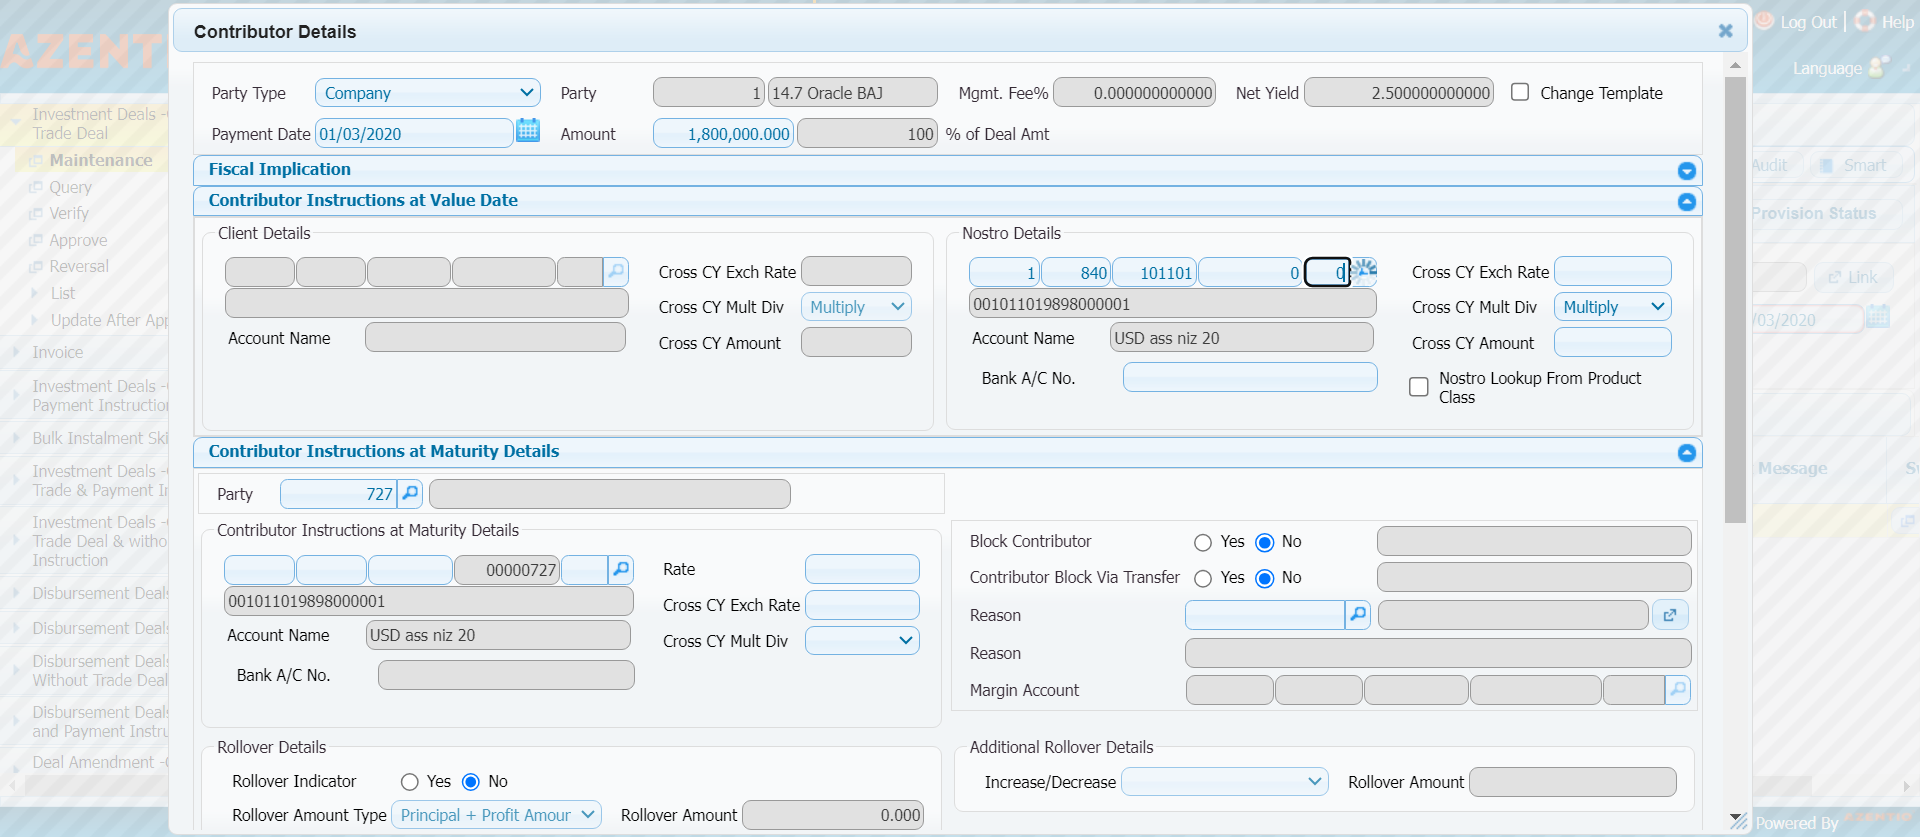 Contributor Details
Log Out | Help
AZENTI
Language
Party Type Company Party 1 14.7 Oracle BAJ Mgmt. Fee% 0.000000000000 Net Yield 2.500000000000 Change Template
Payment Date 01/03/2020 Amount 1,800,000.000 100 % of Deal Amt
Fiscal Implication
Contributor Instructions at Value Date
Client Details
Cross CY Exch Rate
Cross CY Mult Div Multiply
Account Name
Cross CY Amount
Nostro Details
1 840 101101 0 0 Cross CY Exch Rate
001011019898000001 Cross CY Mult Div Multiply
Account Name USD ass niz 20 Cross CY Amount
Bank A/C No. Nostro Lookup From Product
Class
Contributor Instructions at Maturity Details
Party 727
Contributor Instructions at Maturity Details
00000727 Rate
001011019898000001 Cross CY Exch Rate
Account Name USD ass niz 20 Cross CY Mult Div
Bank A/C No.
Block Contributor Yes No
Contributor Block Via Transfer Yes No
Reason
Reason
Margin Account
Rollover Details
Rollover Indicator Yes No
Rollover Amount Type Principal + Profit Amour Rollover Amount 0.000
Additional Rollover Details
Increase/Decrease Rollover Amount
Investment Deals -
Trade Deal
Maintenance
Query
Verify
Approve
Reversal
List
Update After App
Invoice
Investment Deals -
Payment Instruction
Bulk Instalment Ski
Investment Deals -
Trade & Payment I
Investment Deals -
Trade Deal & witho
Instruction
Disbursement Deals
Disbursement Deals
Disbursement Deals
Without Trade Deal
Disbursement Deals
and Payment Instru
Deal Amendment -
Audit Smart
Provision Status
Link
/03/2020
Message
Powered By